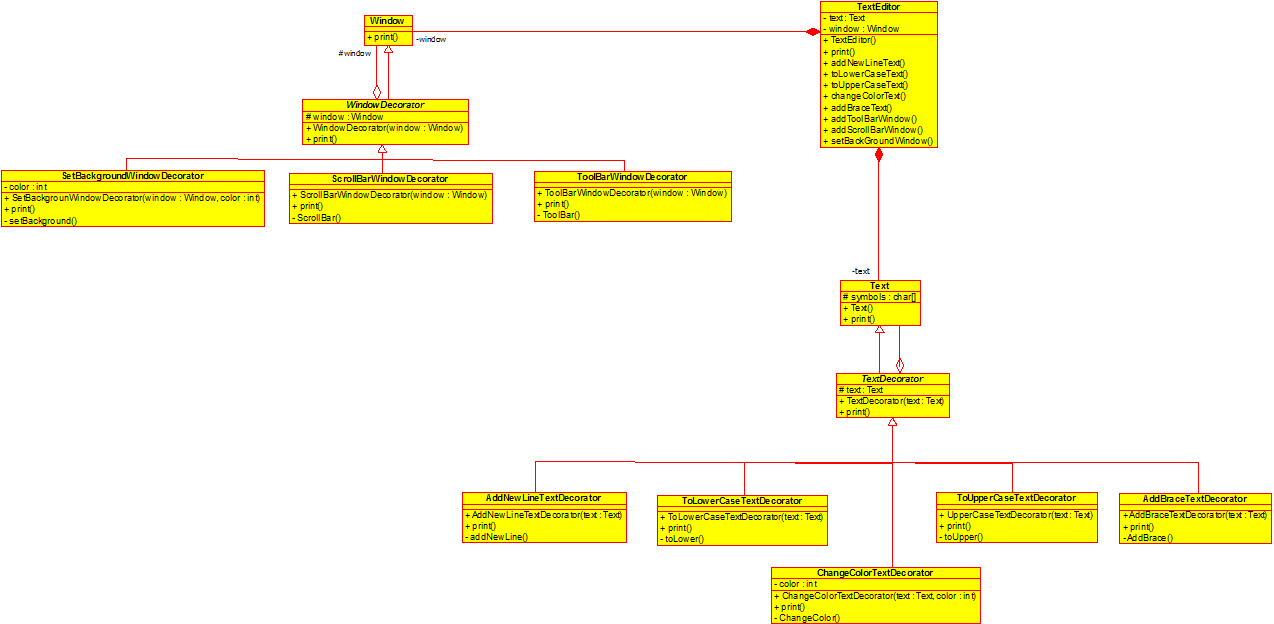 Window
+ print()
-window
#window
TextEditor
- text : Text
- window : Window
+ TextEditor()
+ print()
+ addNewLineText()
+ toLowerCaseText()
+ toUpperCaseText()
+ changeColorText()
+ addBraceText()
+ addToolBarWindow()
+ addScrollBarWindow()
+ setBackGroundWindow()
WindowDecorator
# window : Window
+ WindowDecorator(window : Window)
+ print()
SetBackgroundWindowDecorator
- color : int
+ SetBackgrounWindowDecorator(window : Window, color : int)
+ print()
- setBackground()
ScrollBarWindowDecorator
+ ScrollBarWindowDecorator(window : Window)
+ print()
- ScrollBar()
ToolBarWindowDecorator
+ ToolBarWindowDecorator(window : Window)
+ print()
- ToolBar()
-text
Text
# symbols : char[]
+ Text()
+ print()
TextDecorator
# text : Text
+ TextDecorator(text : Text)
+ print()
AddNewLineTextDecorator
+ AddNewLineTextDecorator(text : Text)
+ print()
- addNewLine()
ToLowerCaseTextDecorator
+ ToLowerCaseTextDecorator(text : Text)
+ print()
- toLower()
ToUpperCaseTextDecorator
+ UpperCaseTextDecorator(text : Text)
+ print()
- toUpper()
AddBraceTextDecorator
+AddBraceTextDecorator(text : Text)
+ print()
-AddBrace()
ChangeColorTextDecorator
- color : int
+ ChangeColorTextDecorator(text : Text, color : int)
+ print()
- ChangeColor()